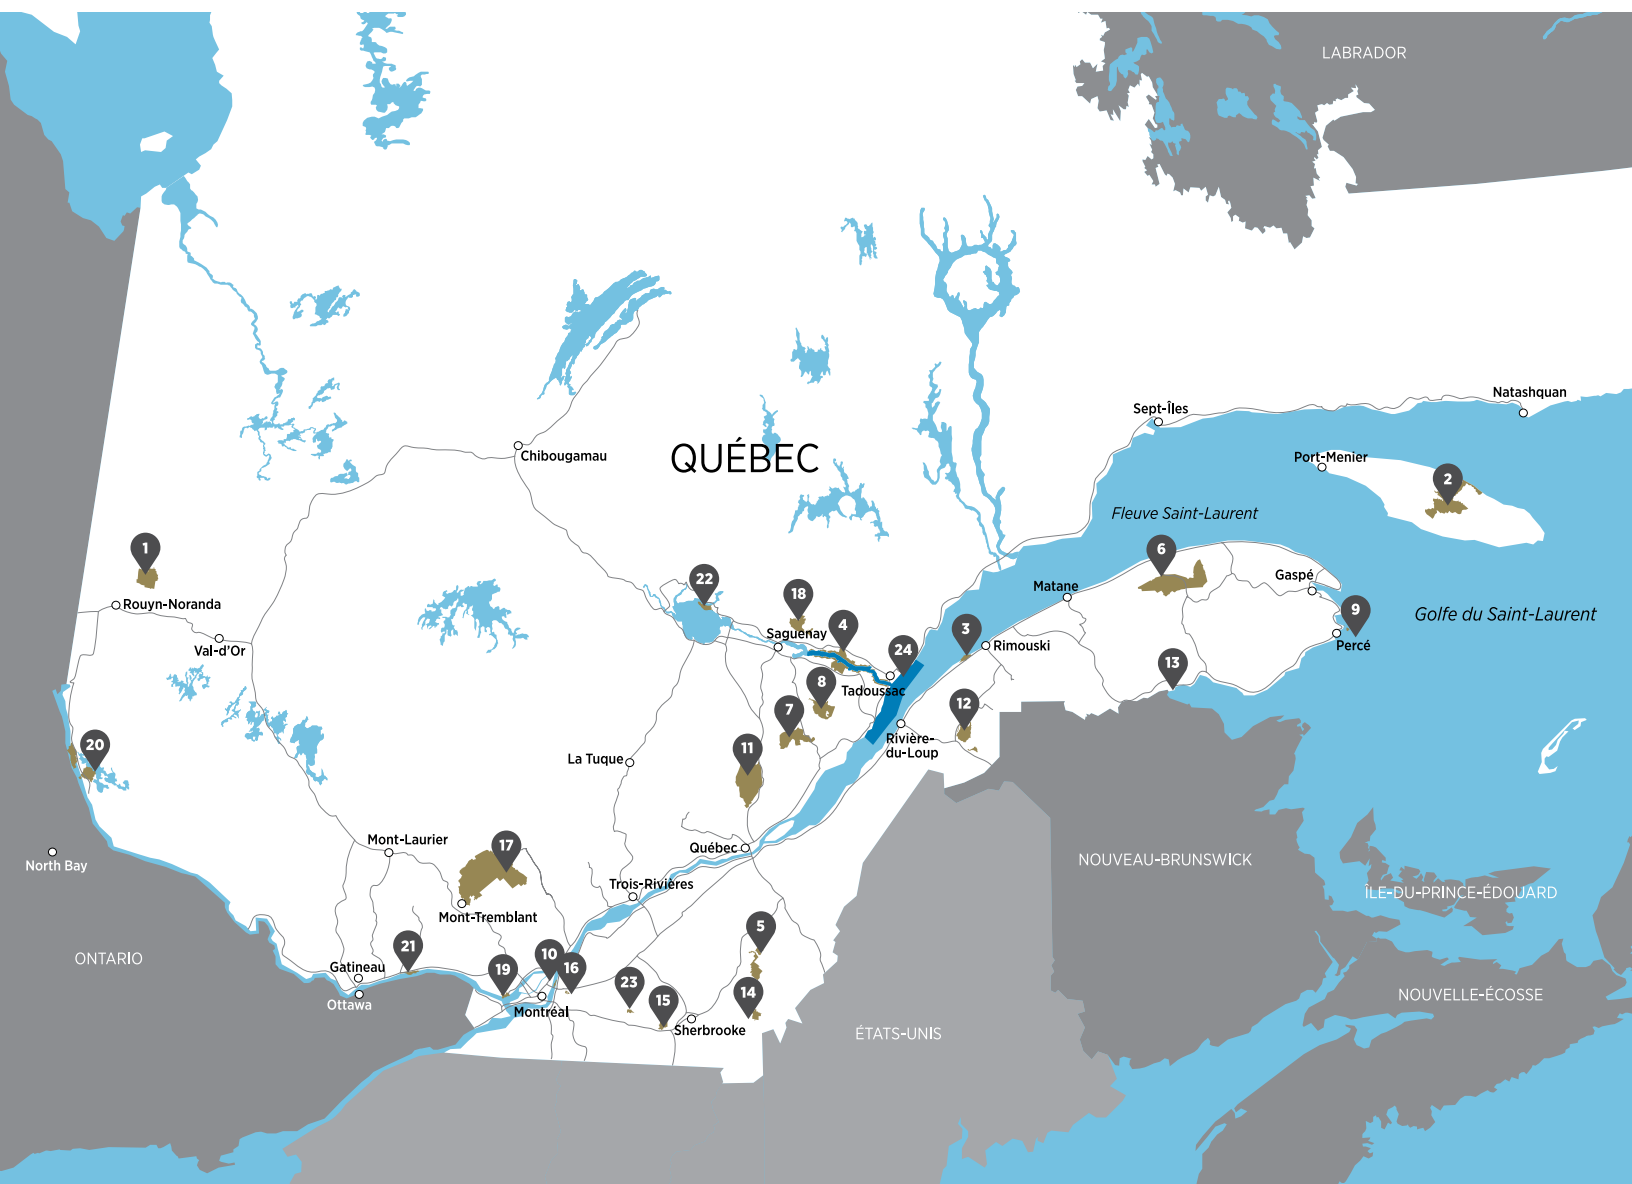 LABRADOR
Natashquan
Sept-Îles
QUÉBEC
Chibougamau
Port-Menier
2
Fleuve Saint-Laurent
1
6
Gaspé
22
Matane
18
Rouyn-Noranda
9
Golfe du Saint-Laurent
4
3
Saguenay
Rimouski
Percé
Val-d'Or
24
13
8
Tadoussac
12
7
20
11
Rivière-
du-Loup
La Tuque
Mont-Laurier
17
Québec
North Bay
NOUVEAU-BRUNSWICK
Trois-Rivières
ÎLE-DU-PRINCE-ÉDOUARD
Mont-Tremblant
5
21
10
ONTARIO
Gatineau
19
16
23
14
NOUVELLE-ÉCOSSE
15
Ottawa
Montréal
Sherbrooke
ÉTATS-UNIS